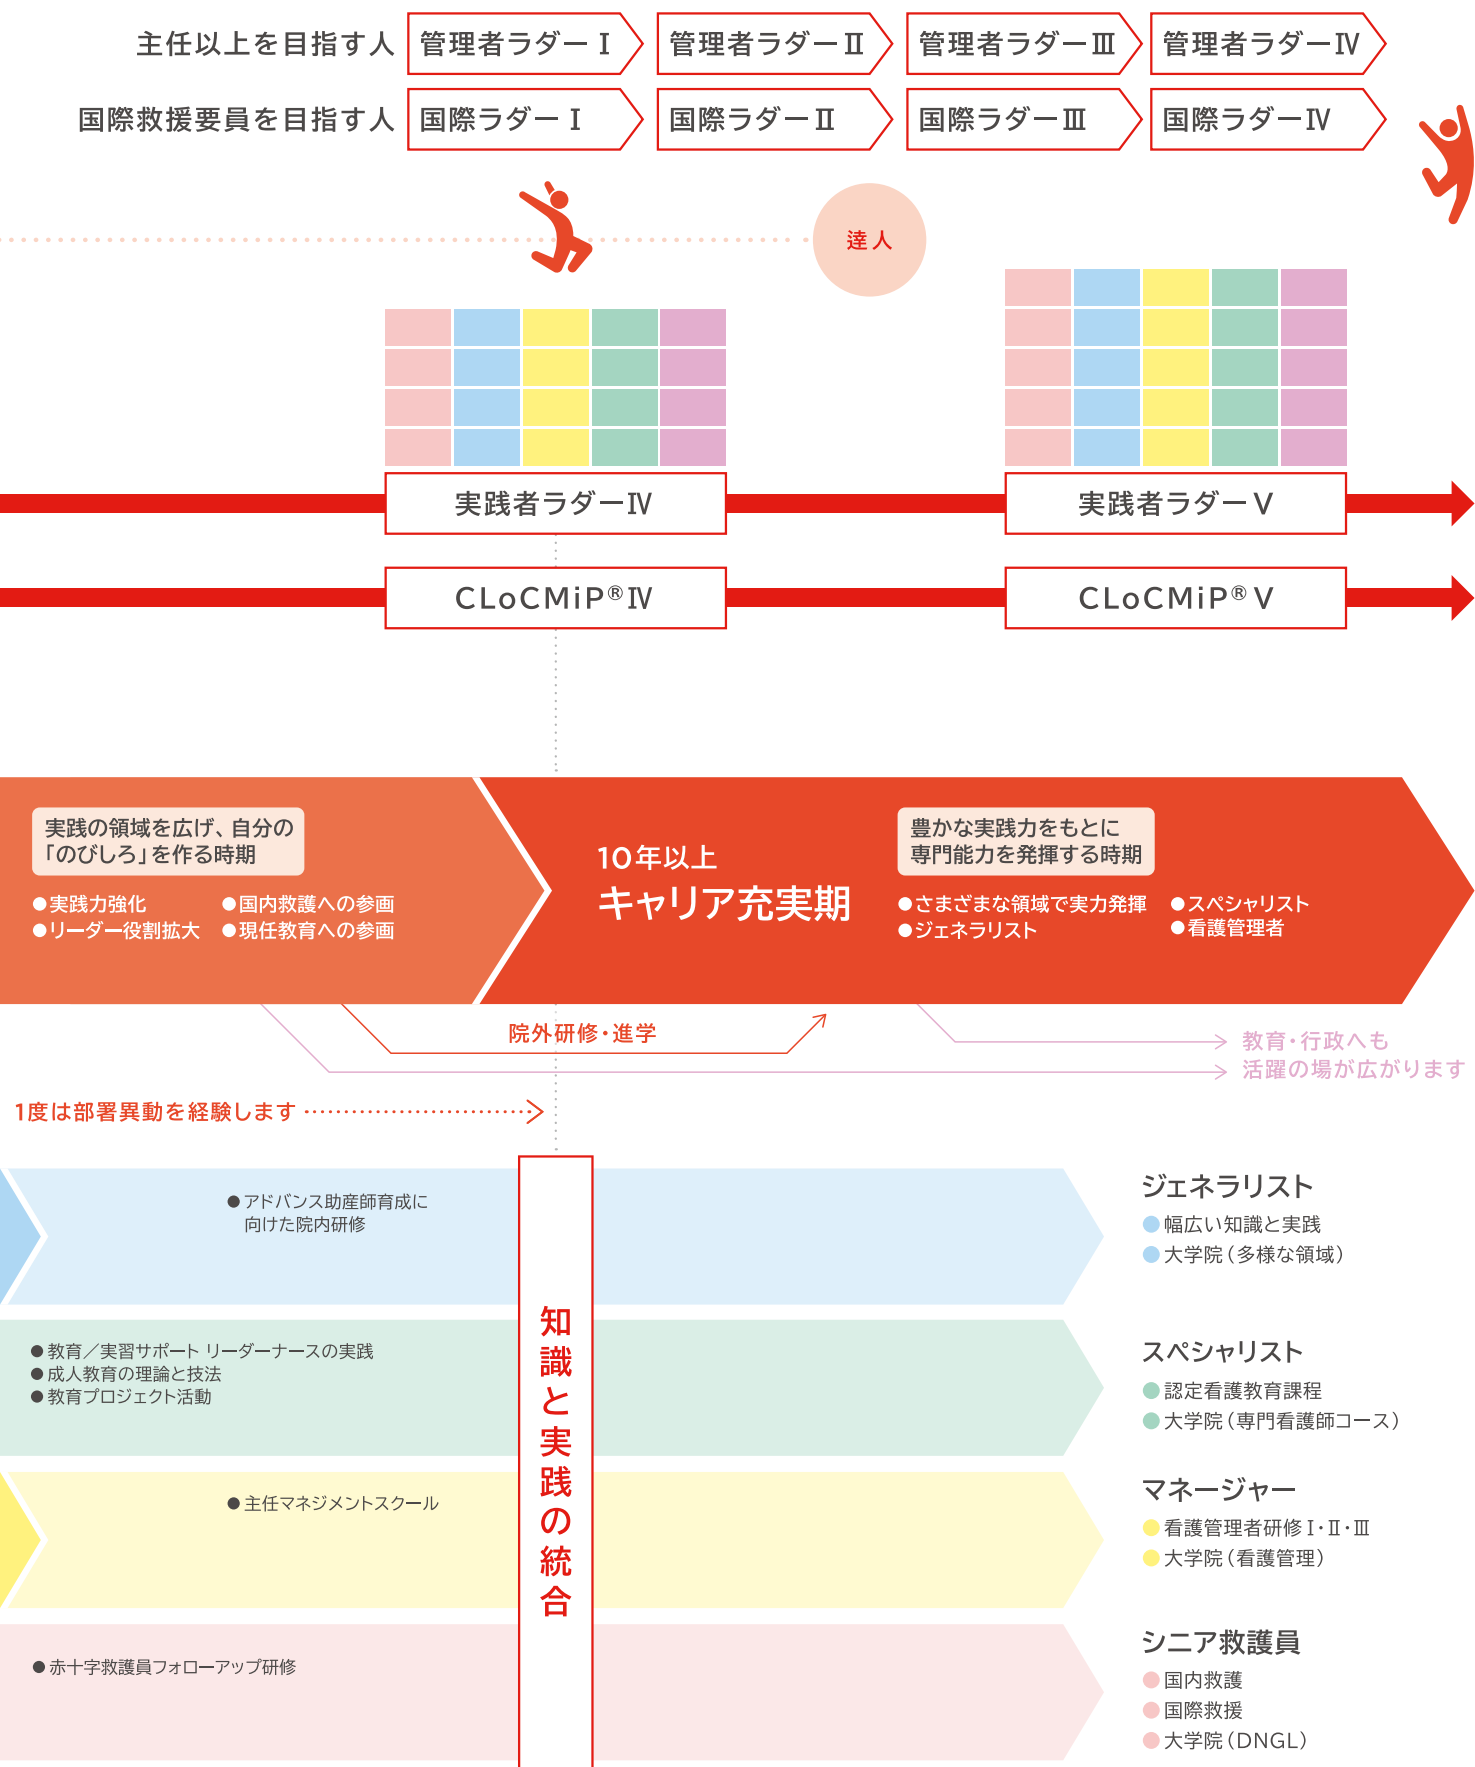 主任以上を目指す人
管理者ラダーⅠ
管理者ラダーⅡ
管理者ラダーⅢ
管理者ラダーⅣ
国際救援要員を目指す人
国際ラダーⅠ
国際ラダーⅡ
国際ラダーⅢ
国際ラダーⅣ
達人
実践者ラダーⅣ
実践者ラダーⅤ
CLoCMiP®Ⅳ
CLoCMiP®Ⅴ
実践の領域を広げ、自分の
「のびしろ」を作る時期
●実践力強化
●リーダー役割拡大
●国内救護への参画
●現任教育への参画
10年以上
キャリア充実期
豊かな実践力をもとに
専門能力を発揮する時期
●さまざまな領域で実力発揮
●ジェネラリスト
●スペシャリスト
●看護管理者
院外研修・進学
教育・行政へも
活躍の場が広がります
1度は部署異動を経験します
●アドバンス助産師育成に
向けた院内研修
●教育／実習サポート リーダーナースの実践
●成人教育の理論と技法
●教育プロジェクト活動
●主任マネジメントスクール
●赤十字救護員フォローアップ研修
知識と実践の統合
ジェネラリスト
●幅広い知識と実践
●大学院（多様な領域）
スペシャリスト
●認定看護教育課程
●大学院（専門看護師コース）
マネージャー
●看護管理者研修Ⅰ・Ⅱ・Ⅲ
●大学院（看護管理）
シニア救護員
●国内救護
●国際救援
●大学院（DNGL）